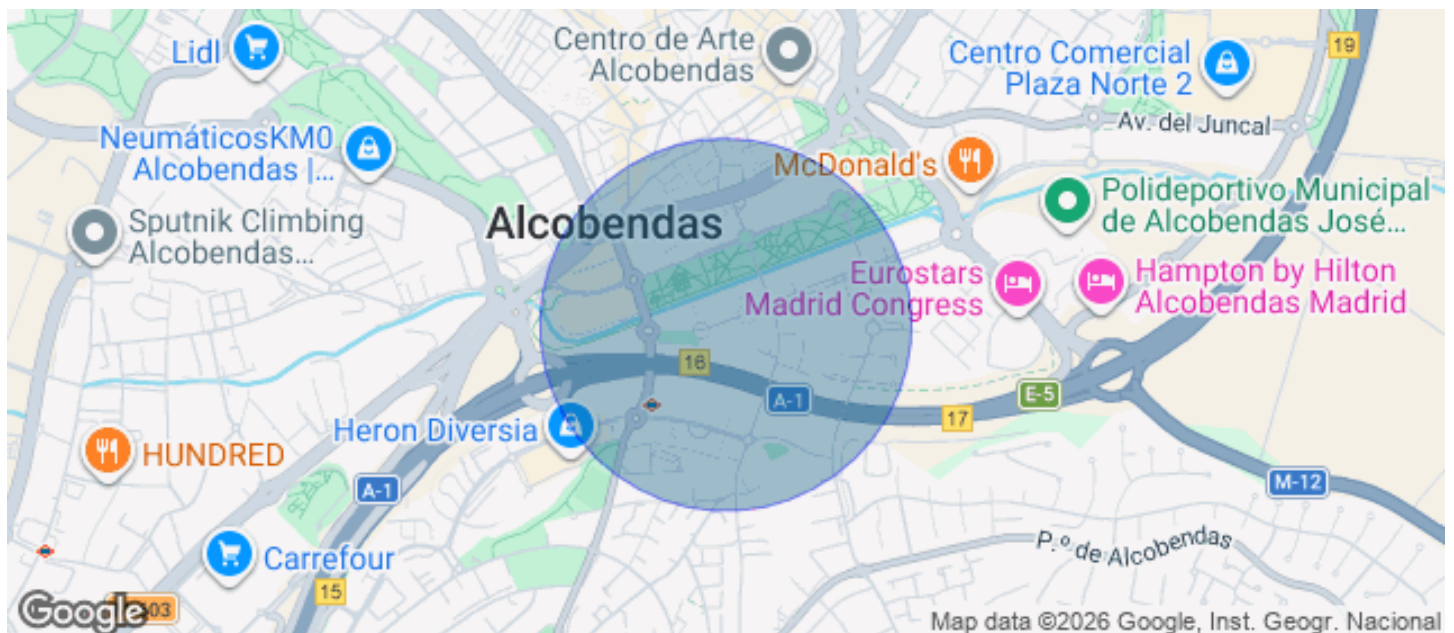 Lidl
Centro de Arte
Alcobendas
Centro Comercial
Plaza Norte 2
19
NeumáticosKM0
Alcobendas |...
Av. del Juncal
McDonald's
Sputnik Climbing
Alcobendas...
Alcobendas
Polideportivo Municipal
de Alcobendas José...
Eurostars
Madrid Congress
Hampton by Hilton
Alcobendas Madrid
16
A-1
E-5
17
Heron Diversia
HUNDRED
A-1
M-12
Carrefour
P.º de Alcobendas
15
Google
603
Map data ©2026 Google, Inst. Geogr. Nacional